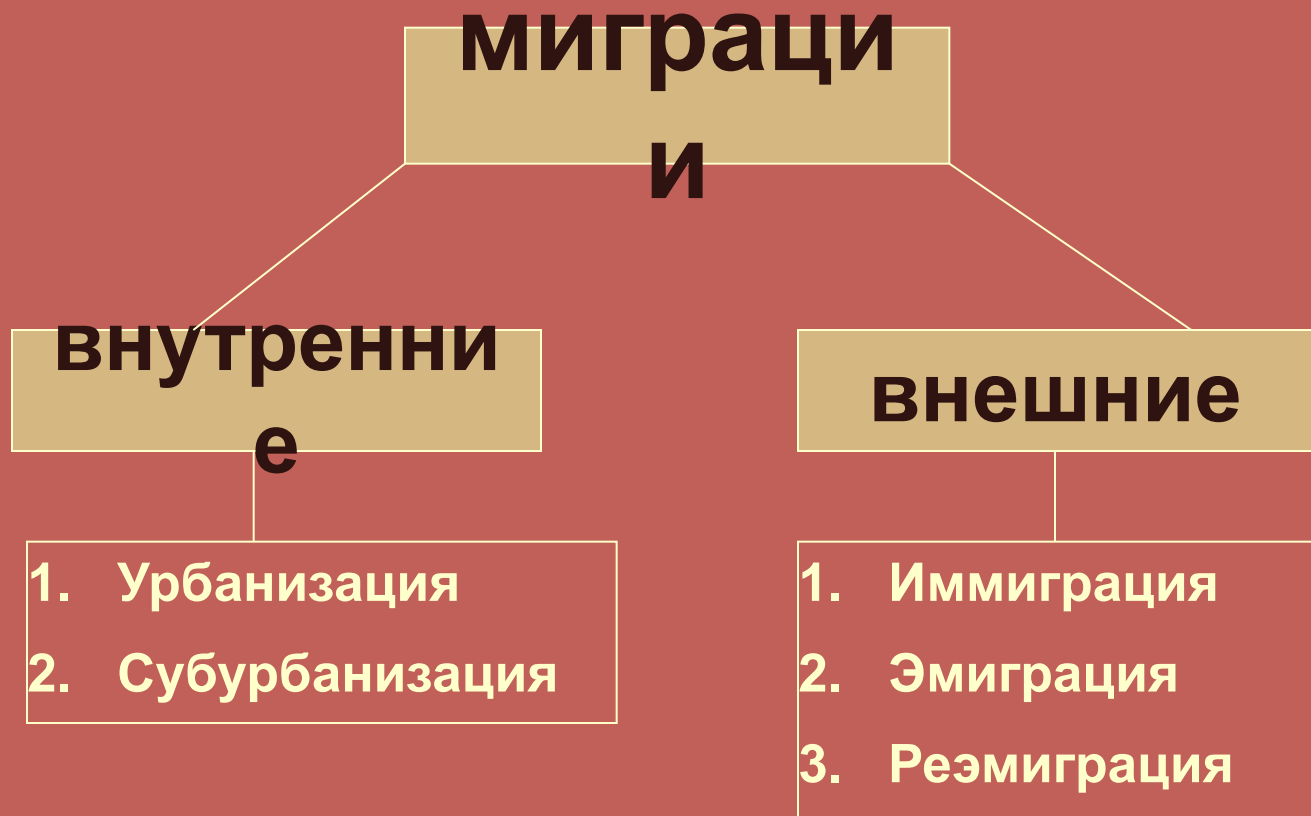 миграци
и
внутренни
е
внешние
1. Урбанизация
2. Субурбанизация
1. Иммиграция
2. Эмиграция
3. Реэмиграция